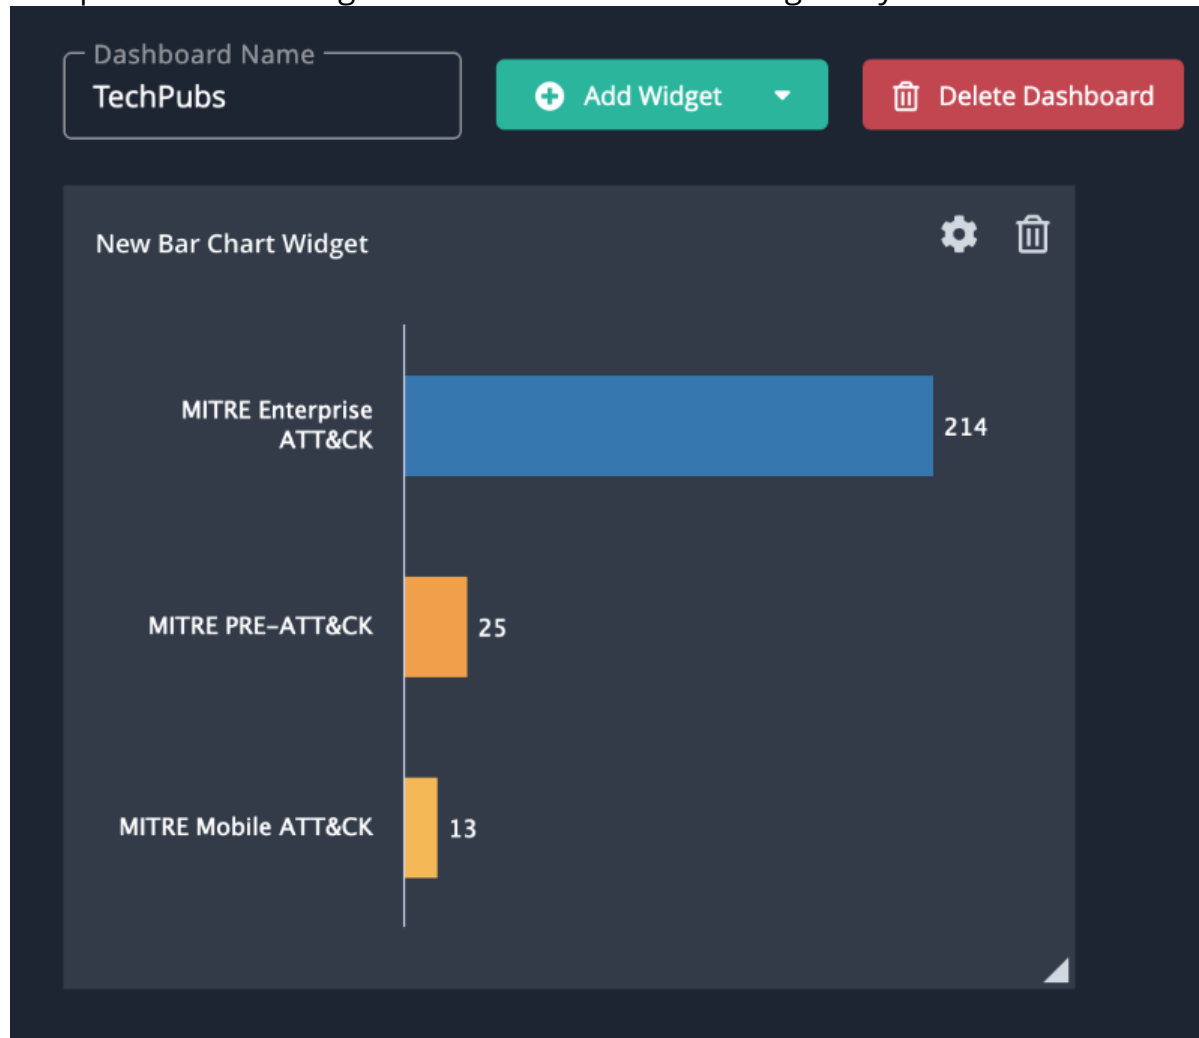 Dashboard Name
TechPubs
Add Widget
Delete Dashboard
New Bar Chart Widget
MITRE Enterprise
ATT&CK
214
MITRE PRE-ATT&CK
25
MITRE Mobile ATT&CK
13